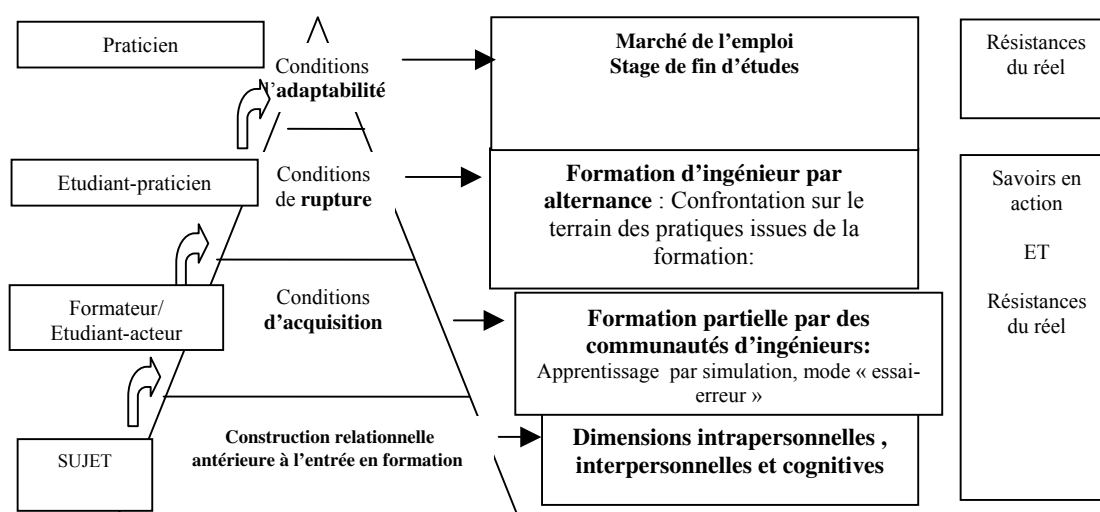 Praticien
Conditions
d'adaptabilité
Marché de l'emploi
Stage de fin d'études
Résistances
du réel
Etudiant-praticien
Conditions
de rupture
Formation d'ingénieur par
alternance : Confrontation sur le
terrain des pratiques issues de la
formation:
Savoirs en
action
ET
Résistances
du réel
Formateur/
Etudiant-acteur
Conditions
d'acquisition
Formation partielle par des
communautés d'ingénieurs:
Apprentissage par simulation, mode « essai-
erreur »
SUJET
Construction relationnelle
antérieure à l'entrée en formation
Dimensions intrapersonnelles ,
interpersonnelles et cognitives